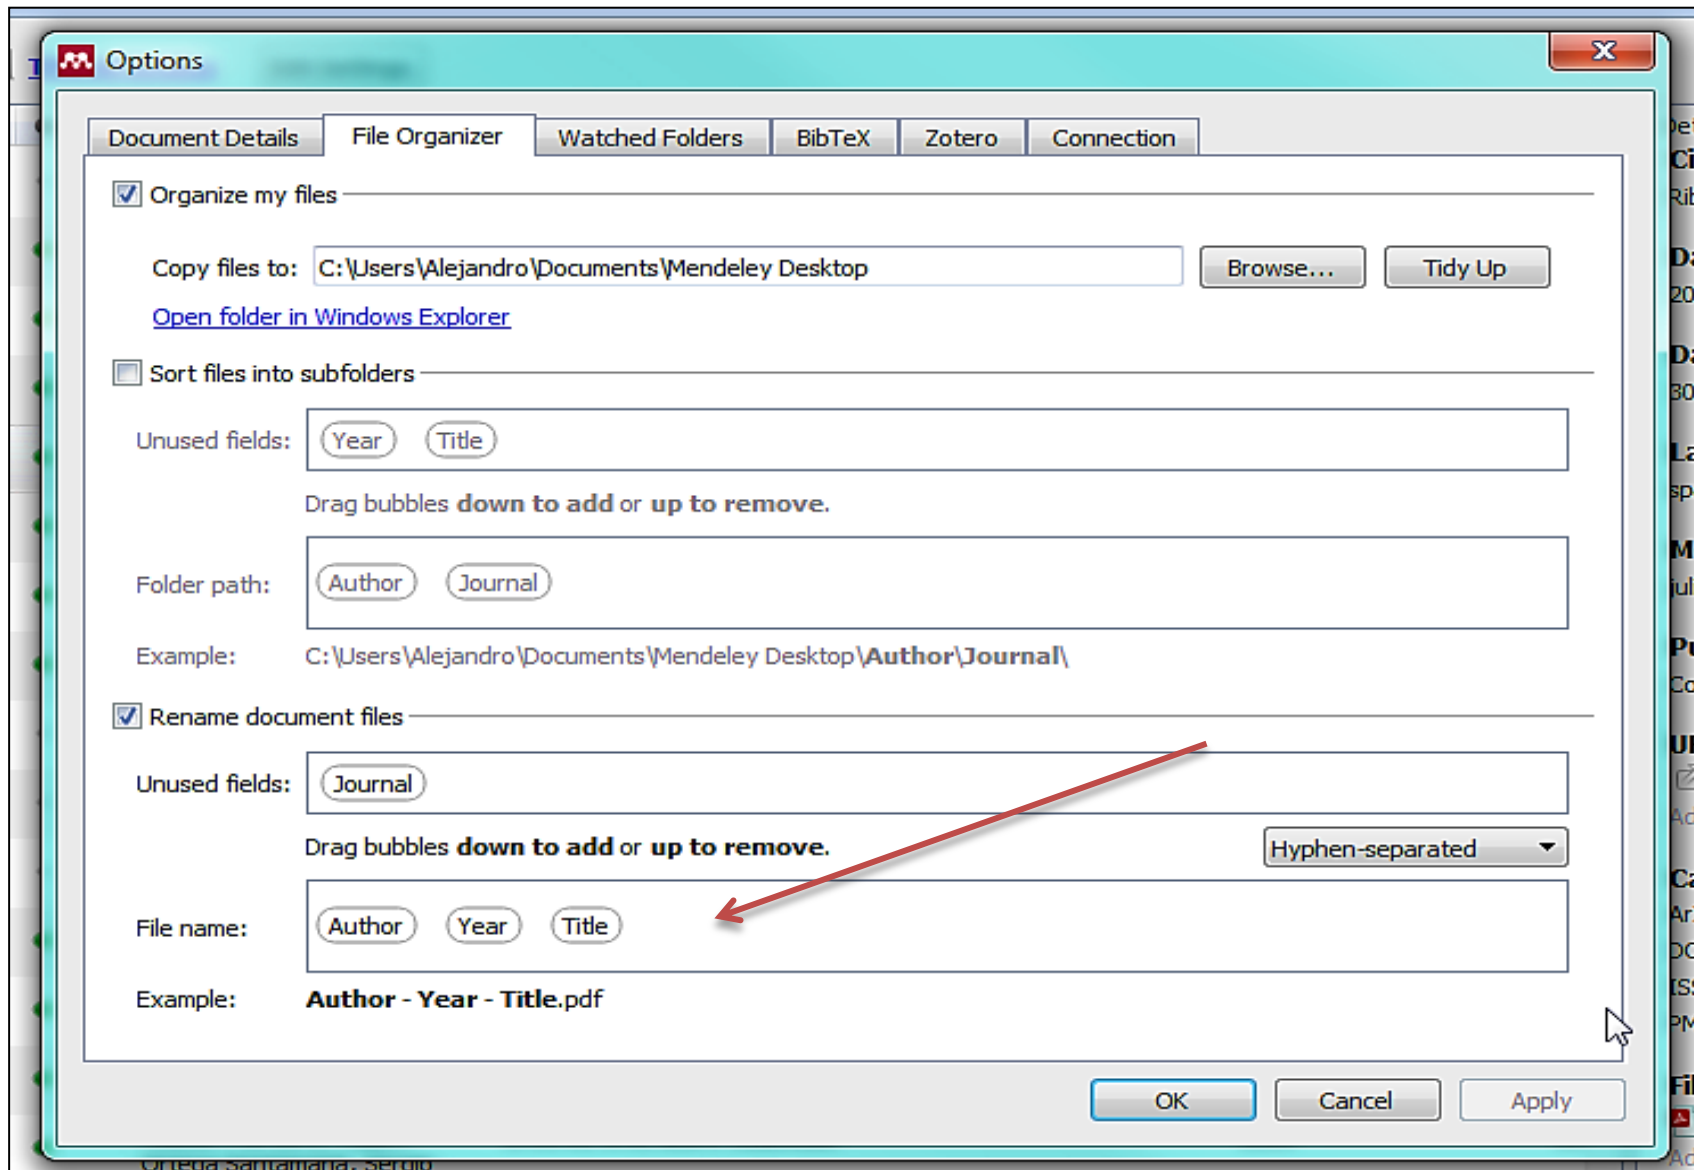 Options
Document Details File Organizer Watched Folders BibTeX Zotero Connection
Organize my files
Copy files to: C:\Users\Alejandro\Documents\Mendeley Desktop Browse... Tidy Up
Open folder in Windows Explorer
Sort files into subfolders
Unused fields: Year Title
Drag bubbles down to add or up to remove.
Folder path: Author Journal
Example: C:\Users\Alejandro\Documents\Mendeley Desktop\Author\Journal\
Rename document files
Unused fields: Journal
Drag bubbles down to add or up to remove.
Hyphen-separated
File name: Author Year Title
Example: Author - Year - Title.pdf
OK Cancel Apply